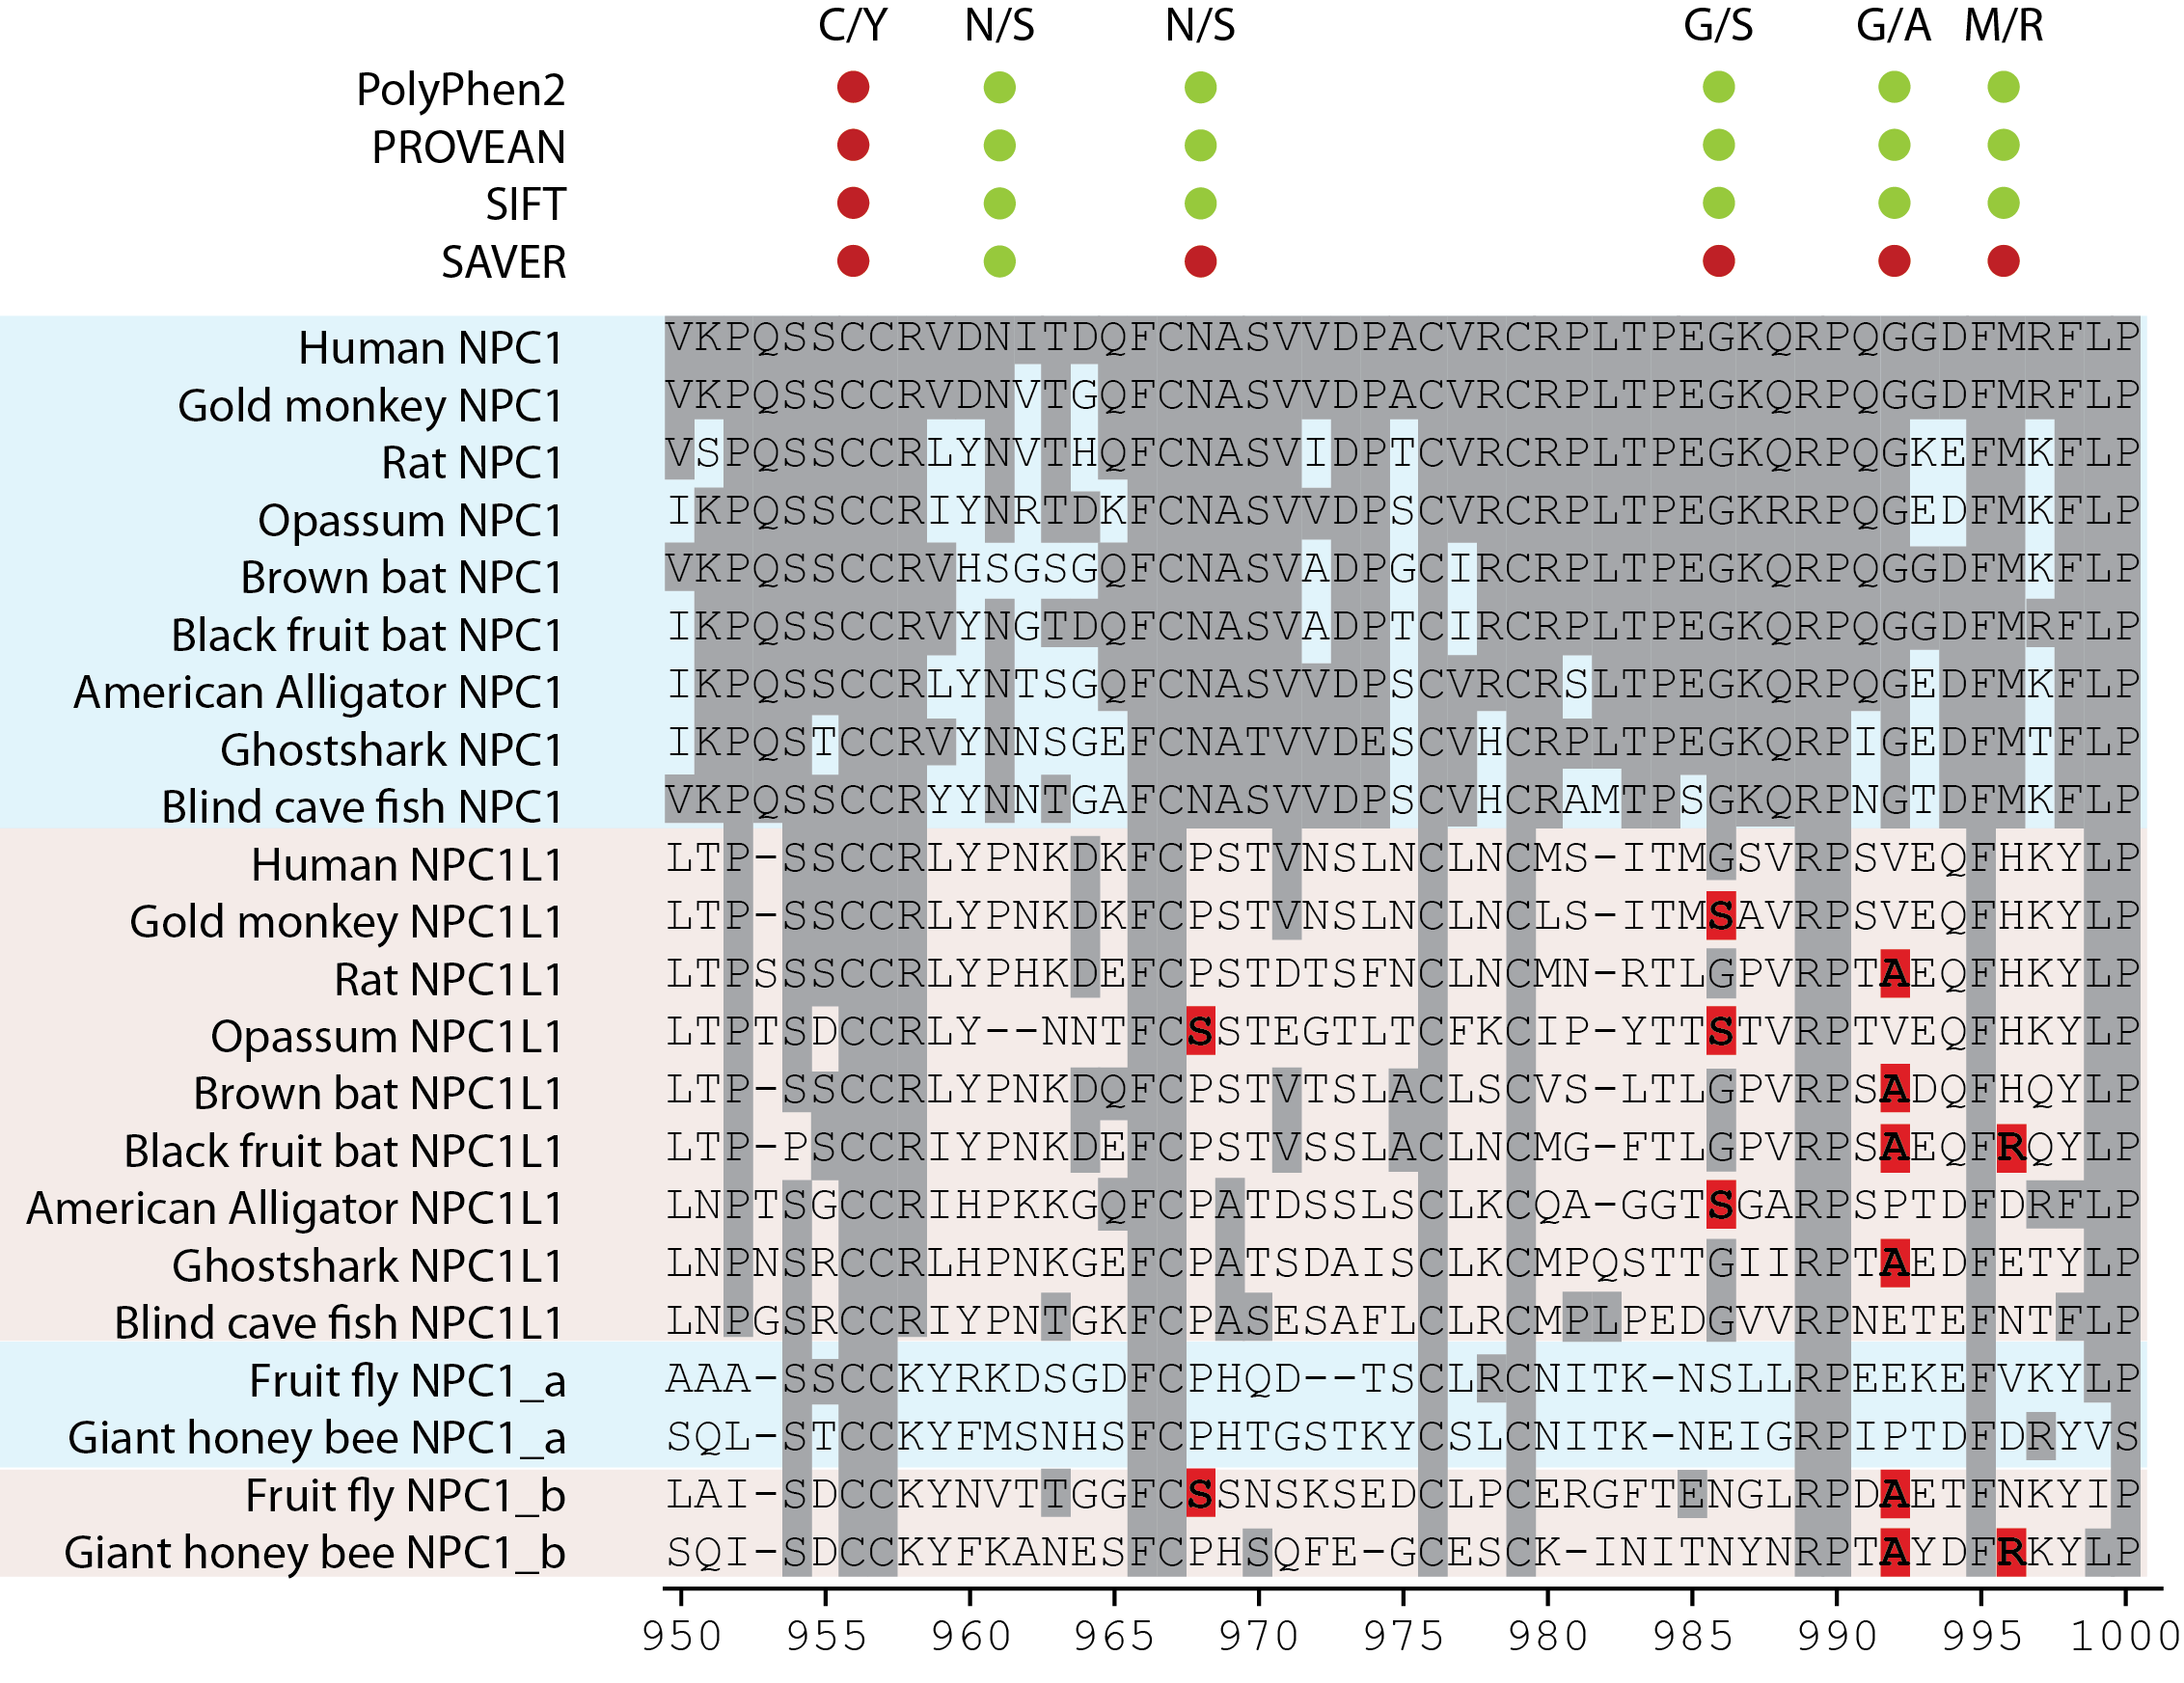 C/Y N/S N/S G/S G/A M/R
PolyPhen2
PROVEAN
SIFT
SAVER
Human NPC1 VKPQSSCCRVDNITDQFCNASVVDPACVRCRPLTPEGKQRPQGGDFMRFLP
Gold monkey NPC1 VKPQSSCCRVDNVTGQFCNASVVDPACVRCRPLTPEGKQRPQGGDFMRFLP
Rat NPC1 VSPQSSCCRLYNVTHQFCNASVIDPTCVRCRPLTPEGKQRPQGKEFMKFLP
Opassum NPC1 IKPQSSCCRIYNRTDKFCNASVVDPSCVRCRPLTPEGKRRPQGEDFMKFLP
Brown bat NPC1 VKPQSSCCRVHSGSGQFCNASVADPGCIRCRPLTPEGKQRPQGGDFMKFLP
Black fruit bat NPC1 IKPQSSCCRVYNGTDQFCNASVADPTCIRCRPLTPEGKQRPQGGDFMRFLP
American Alligator NPC1 IKPQSSCCRLYNTSGQFCNASVVDPSCVRCRSLTPEGKQRPQGEDFMKFLP
Ghostshark NPC1 IKPQSTCCRVYNNSGEFCNATVVDESCVHCRPLTPEGKQRPIGEDFMTFLP
Blind cave fish NPC1 VKPQSSCCRYYNNTGAFCNASVVDPSCVHCRAMTPSGKQRPNGTDFMKFLP
Human NPC1L1 LTP-SSCCRLYPNKDKFCPSTVNSLNCLNCMS-ITMGSVRPSVEQFHKYLP
Gold monkey NPC1L1 LTP-SSCCRLYPNKDKFCPSTVNSLNCLNCLS-ITMSAVRPSVEQFHKYLP
Rat NPC1L1 LTPSSSCCRLYPHKDEFCPSTDTSFNCLNCMN-RTLGPVRPTAEQFHKYLP
Opassum NPC1L1 LTPTSDCCRLY--NNTFCSSTEGTLTCFKCIP-YTTSTVRPTVEQFHKYLP
Brown bat NPC1L1 LTP-SSCCRLYPNKDQFCPSTVTSLACLSCVS-LTLGPVRPSADQFHQYLP
Black fruit bat NPC1L1 LTP-PSCCRIYPNKDEFCPSTVSSLACLNCMG-FTLGPVRPSAEQFRQYLP
American Alligator NPC1L1 LNPTSGCCRIHPKKGQFCPATDSSLSCLKCQA-GGTSGARPSPTDFDRFLP
Ghostshark NPC1L1 LNPNSRCCRLHPNKGEFCPATSDAISCLKCMPQSTTGIIRPTAEDFETYLP
Blind cave fish NPC1L1 LNPGSRCCRIYPNTGKFCPASESAFLCLRCMPLPEDGVVRPNETEFNTFLP
Fruit fly NPC1_a AAA-SSCCKYRKDSGDFCPHQD--TSCLRCNITK-NSLLRPEEKEFVKYLP
Giant honey bee NPC1_a SQL-STCCKYFMSNHSFCPHTGSTKYCSLCNITK-NEIGRPIPTDFDRYVS
Fruit fly NPC1_b LAI-SDCCKYNVTTGGFCSSNSKSEDCLPCERGFTENGLRPDAETFNKYIP
Giant honey bee NPC1_b SQI-SDCCKYFKANESFCPHSQFE-GCESCK-INITNYNRPTAYDFRKYLP
950 955 960 965 970 975 980 985 990 995 1000